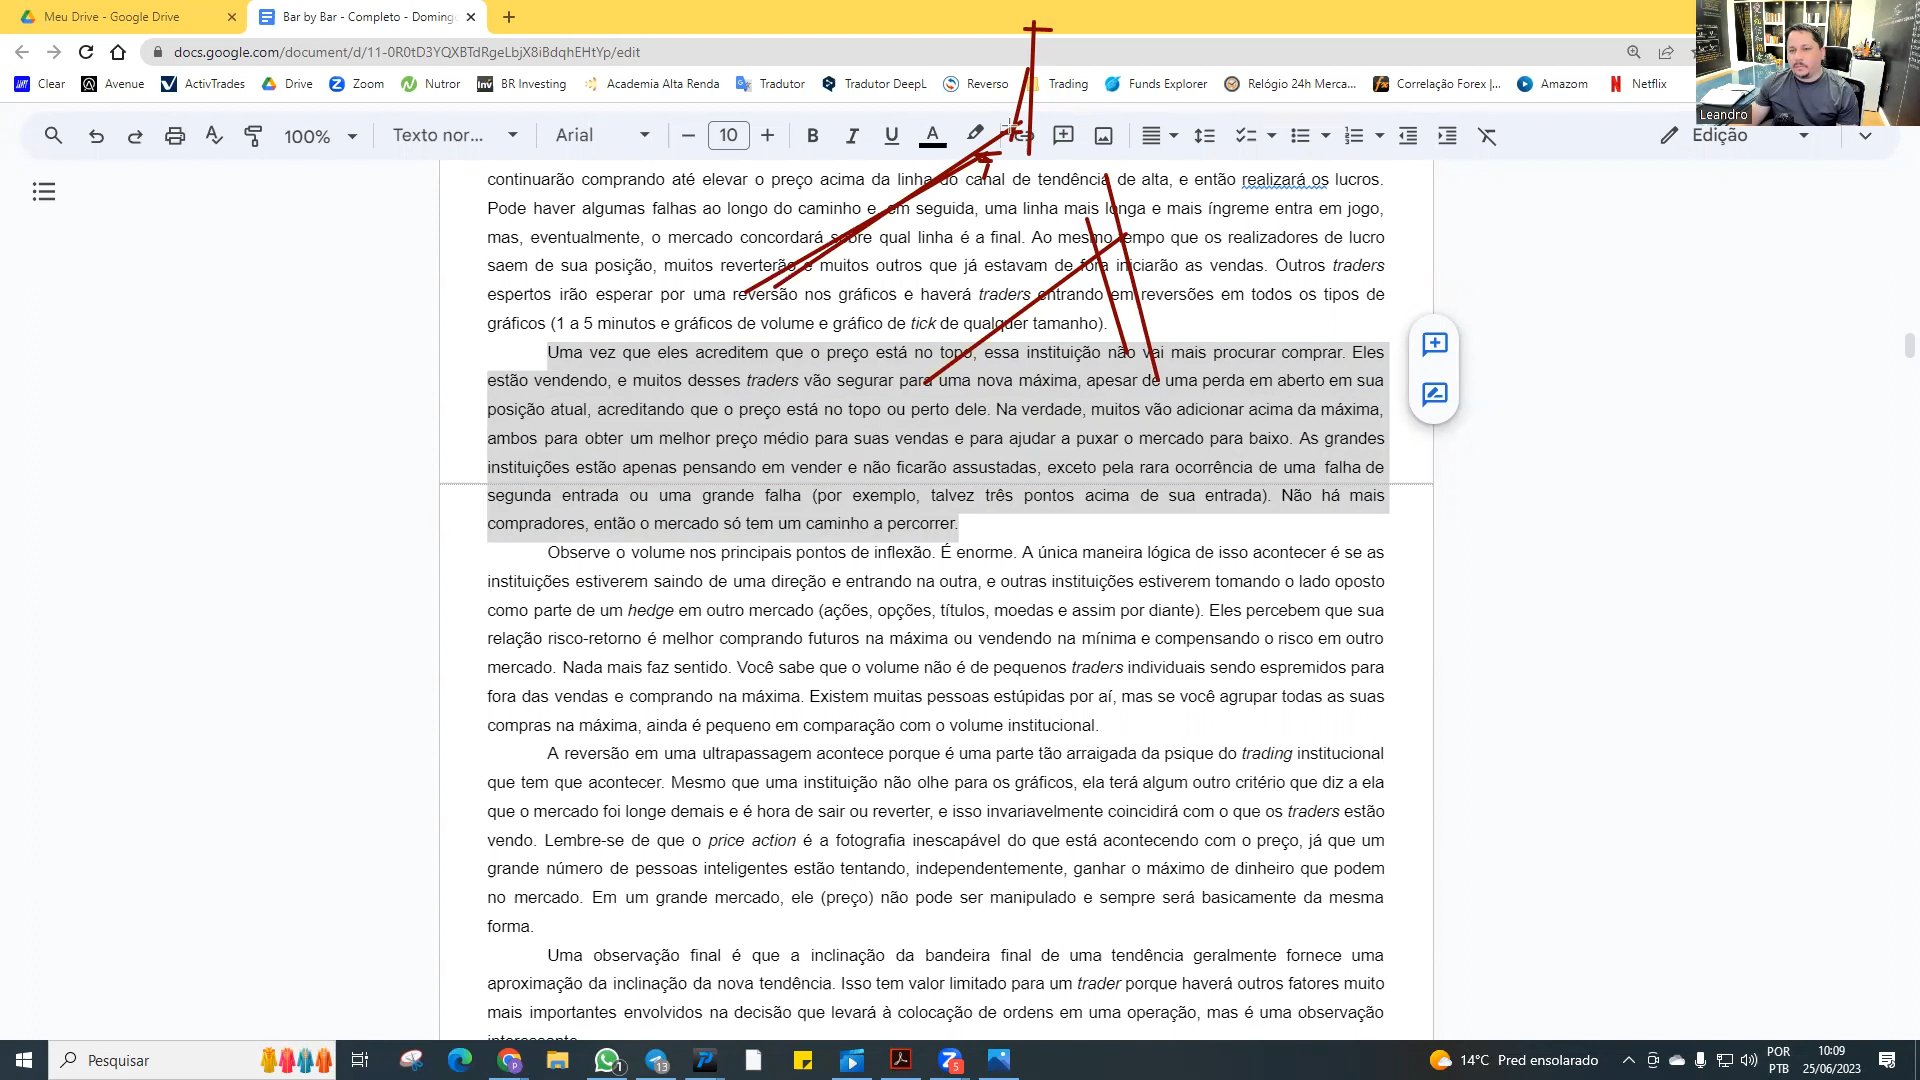 Meu Drive - Google Drive
Bar by Bar - Completo - Doming
docs.google.com/document/d/11-0R0tD3YQXBTdRgeLbjX8iBdqhEHtYp/edit
Clear Avenue ActivTrades Drive Zoom Nutror BR Investing Academia Alta Renda Tradutor Tradutor DeepL Reverso Trading Funds Explorer Relógio 24h Merca... Correlação Forex |... Amazom Netflix
Leandro
100% Texto nor... Arial 10 Edição
continuarão comprando até elevar o preço acima da linha do canal de tendência de alta, e então realizará os lucros.
Pode haver algumas falhas ao longo do caminho e, em seguida, uma linha mais longa e mais íngreme entra em jogo,
mas, eventualmente, o mercado concordará sobre qual linha é a final. Ao mesmo tempo que os realizadores de lucro
saem de sua posição, muitos reverterão e muitos outros que já estavam de fora iniciarão as vendas. Outros traders
espertos irão esperar por uma reversão nos gráficos e haverá traders entrando em reversões em todos os tipos de
gráficos (1 a 5 minutos e gráficos de volume e gráfico de tick de qualquer tamanho).
Uma vez que eles acreditem que o preço está no topo, essa instituição não vai mais procurar comprar. Eles
estão vendendo, e muitos desses traders vão segurar para uma nova máxima, apesar de uma perda em aberto em sua
posição atual, acreditando que o preço está no topo ou perto dele. Na verdade, muitos vão adicionar acima da máxima,
ambos para obter um melhor preço médio para suas vendas e para ajudar a puxar o mercado para baixo. As grandes
instituições estão apenas pensando em vender e não ficarão assustadas, exceto pela rara ocorrência de uma falha de
segunda entrada ou uma grande falha (por exemplo, talvez três pontos acima de sua entrada). Não há mais
compradores, então o mercado só tem um caminho a percorrer.
Observe o volume nos principais pontos de inflexão. É enorme. A única maneira lógica de isso acontecer é se as
instituições estiverem saindo de uma direção e entrando na outra, e outras instituições estiverem tomando o lado oposto
como parte de um hedge em outro mercado (ações, opções, títulos, moedas e assim por diante). Eles percebem que sua
relação risco-retorno é melhor comprando futuros na máxima ou vendendo na mínima e compensando o risco em outro
mercado. Nada mais faz sentido. Você sabe que o volume não é de pequenos traders individuais sendo espremidos para
fora das vendas e comprando na máxima. Existem muitas pessoas estúpidas por aí, mas se você agrupar todas as suas
compras na máxima, ainda é pequeno em comparação com o volume institucional.
A reversão em uma ultrapassagem acontece porque é uma parte tão arraigada da psique do trading institucional
que tem que acontecer. Mesmo que uma instituição não olhe para os gráficos, ela terá algum outro critério que diz a ela
que o mercado foi longe demais e é hora de sair ou reverter, e isso invariavelmente coincidirá com o que os traders estão
vendo. Lembre-se de que o price action é a fotografia inescapável do que está acontecendo com o preço, já que um
grande número de pessoas inteligentes estão tentando, independentemente, ganhar o máximo de dinheiro que podem
no mercado. Em um grande mercado, ele (preço) não pode ser manipulado e sempre será basicamente da mesma
forma.
Uma observação final é que a inclinação da bandeira final de uma tendência geralmente fornece uma
aproximação da inclinação da nova tendência. Isso tem valor limitado para um trader porque haverá outros fatores muito
mais importantes envolvidos na decisão que levará à colocação de ordens em uma operação, mas é uma observação
interessante.
Pesquisar
1 13 5
14°C Pred ensolarado
POR
PTB
10:09
25/06/2023